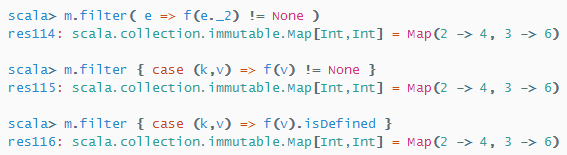 scala> m.filter( e => f(e._2) != None )
res114: scala.collection.immutable.Map[Int,Int] = Map(2 -> 4, 3 -> 6)
scala> m.filter { case (k,v) => f(v) != None }
res115: scala.collection.immutable.Map[Int,Int] = Map(2 -> 4, 3 -> 6)
scala> m.filter { case (k,v) => f(v).isDefined }
res116: scala.collection.immutable.Map[Int,Int] = Map(2 -> 4, 3 -> 6)